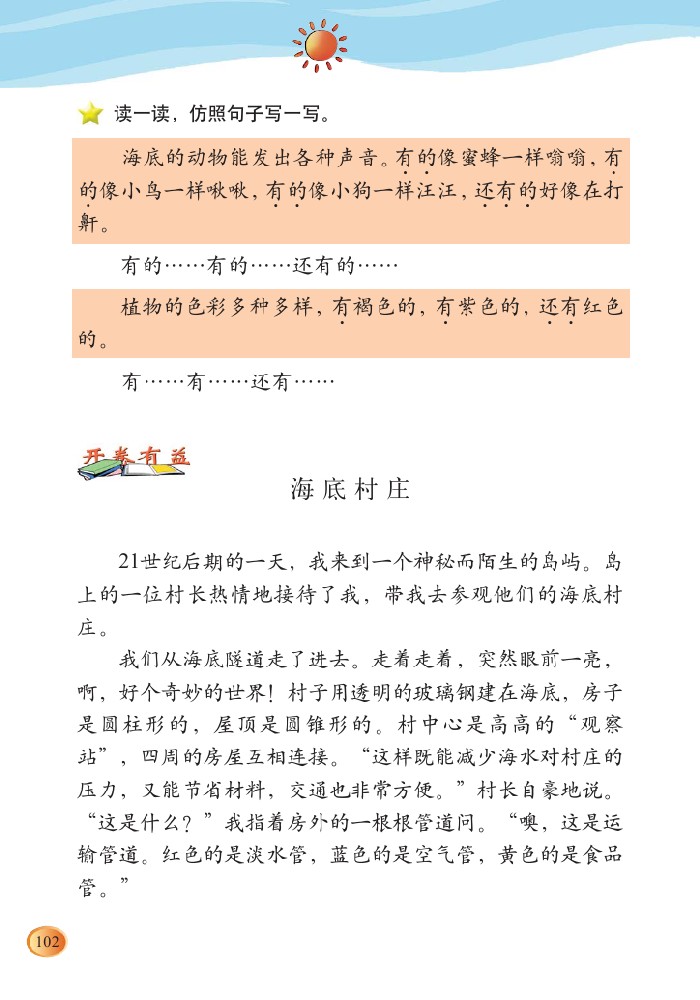 读一读，仿照句子写一写。
海底的动物能发出各种声音。有的像蜜蜂一样嗡嗡，有
的像小鸟一样啾啾，有的像小狗一样汪汪，还有的好像在打
鼾。
有的……有的……还有的……
植物的色彩多种多样，有褐色的，有紫色的，还有红色
的。
有……有……还有……
开卷有益
海底村庄
21世纪后期的一天，我来到一个神秘而陌生的岛屿。岛
上的一位村长热情地接待了我，带我去参观他们的海底村
庄。
我们从海底隧道走了进去。走着走着，突然眼前一亮，
啊，好个奇妙的世界！村子用透明的玻璃钢建在海底，房子
是圆柱形的，屋顶是圆锥形的。村中心是高高的“观察
站”，四周的房屋互相连接。“这样既能减少海水对村庄的
压力，又能节省材料，交通也非常方便。”村长自豪地说。
“这是什么？”我指着房外的一根根管道问。“噢，这是运
输管道。红色的是淡水管，蓝色的是空气管，黄色的是食品
管。”
102